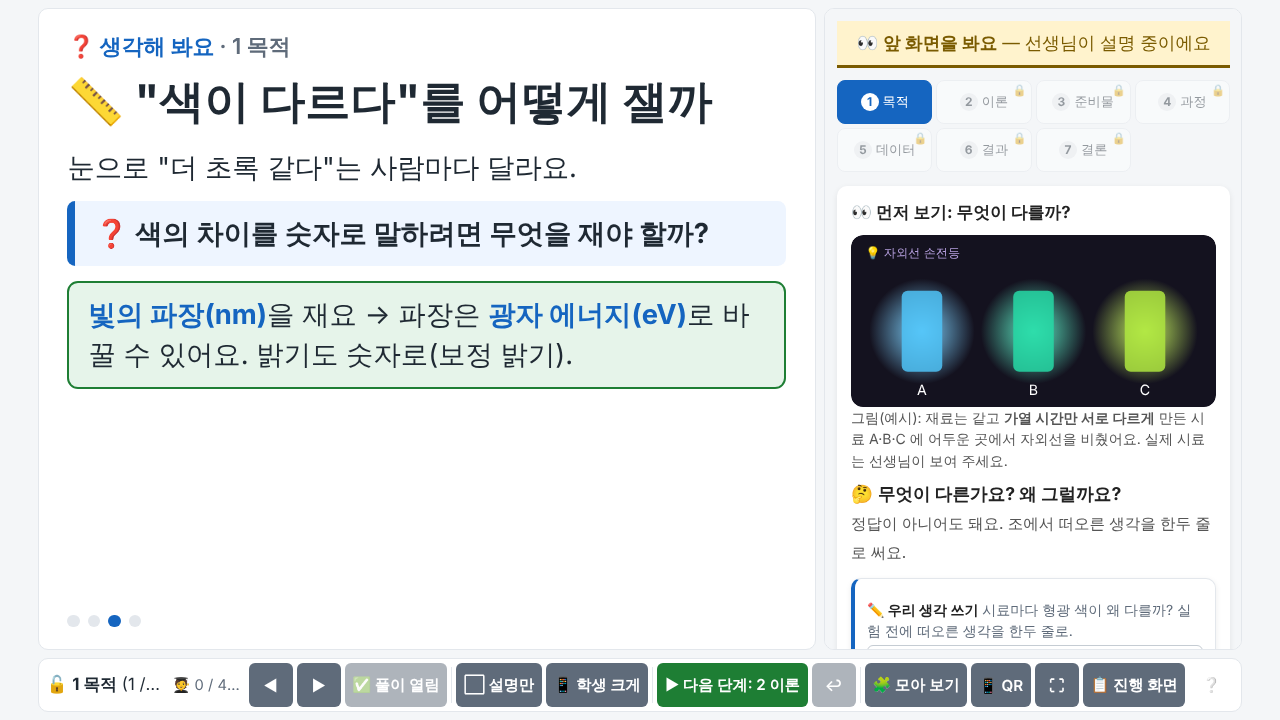 ❓ 생각해 봐요 · 1 목적
📏 "색이 다르다"를 어떻게 잴까
눈으로 "더 초록 같다"는 사람마다 달라요.
❓ 색의 차이를 숫자로 말하려면 무엇을 재야 할까?
빛의 파장(nm)을 재요 → 파장은 광자 에너지(eV)로 바
꿀 수 있어요. 밝기도 숫자로(보정 밝기).
👀 앞 화면을 봐요 — 선생님이 설명 중이에요
1 목적
2 이론 🔒
3 준비물 🔒
4 과정 🔒
5 데이터 🔒
6 결과 🔒
7 결론 🔒
👀 먼저 보기: 무엇이 다를까?
💡 자외선 손전등
A B C
그림(예시): 재료는 같고 가열 시간만 서로 다르게 만든 시
료 A·B·C 에 어두운 곳에서 자외선을 비췄어요. 실제 시료
는 선생님이 보여 주세요.
🤔 무엇이 다른가요? 왜 그럴까요?
정답이 아니어도 돼요. 조에서 떠오른 생각을 한두 줄
로 써요.
✏️ 우리 생각 쓰기 시료마다 형광 색이 왜 다를까? 실
험 전에 떠오른 생각을 한두 줄로.
🔓 1 목적 (1 /... 🧑‍🎓 0 / 4... ◀ ▶ ✅ 풀이 열림 ⬜ 설명만 📱 학생 크게 ▶ 다음 단계: 2 이론 ↩ 🧩 모아 보기 📱 QR ⛶ 📋 진행 화면 ❔